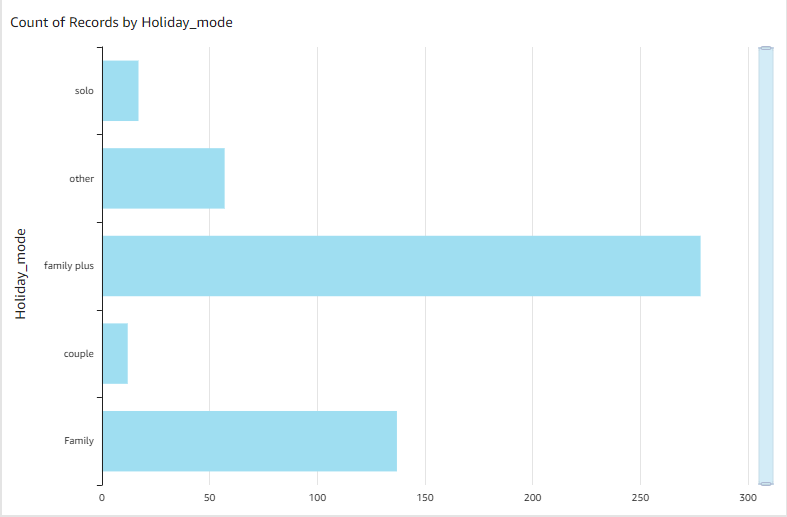 Count of Records by Holiday_mode
Holiday_mode
solo
other
family plus
couple
Family
0 50 100 150 200 250 300